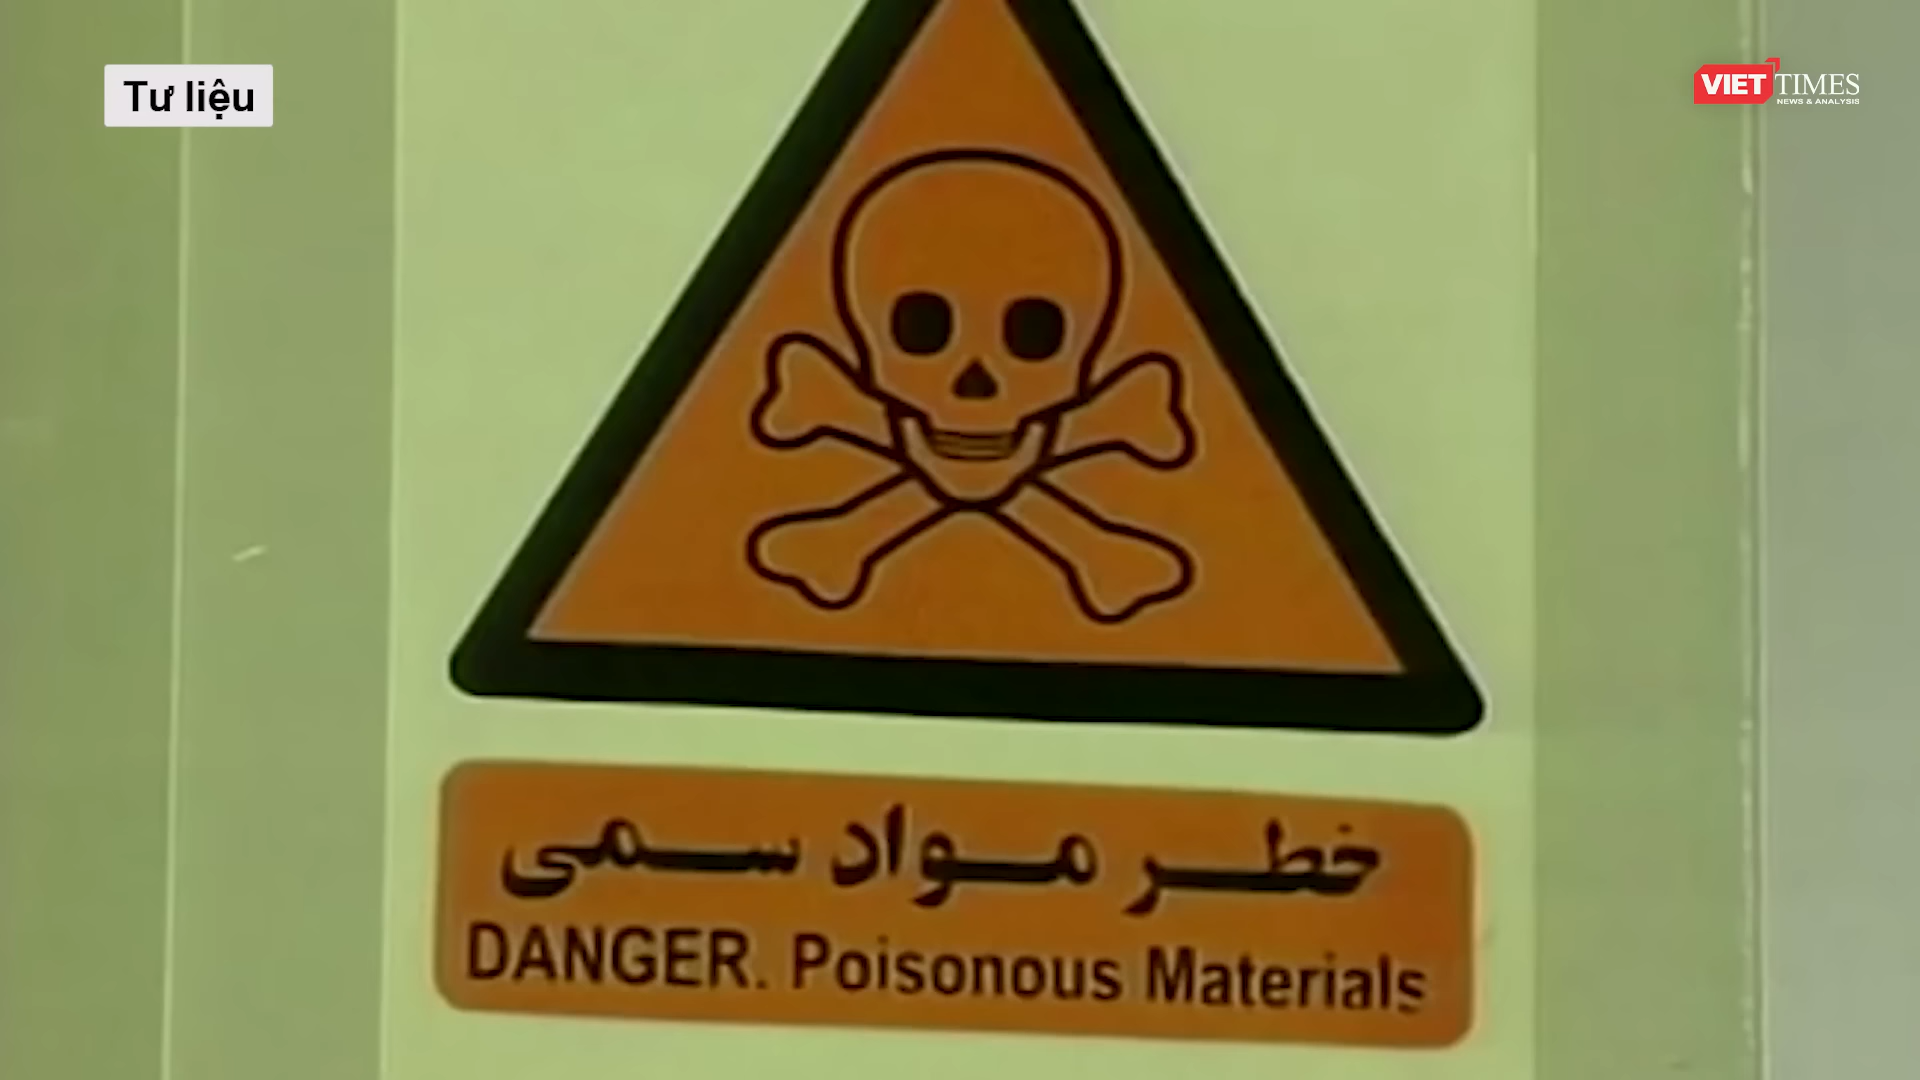 Tư liệu
VIETTIMES
NEWS & ANALYSIS
خطر مواد سمی
DANGER. Poisonous Materials